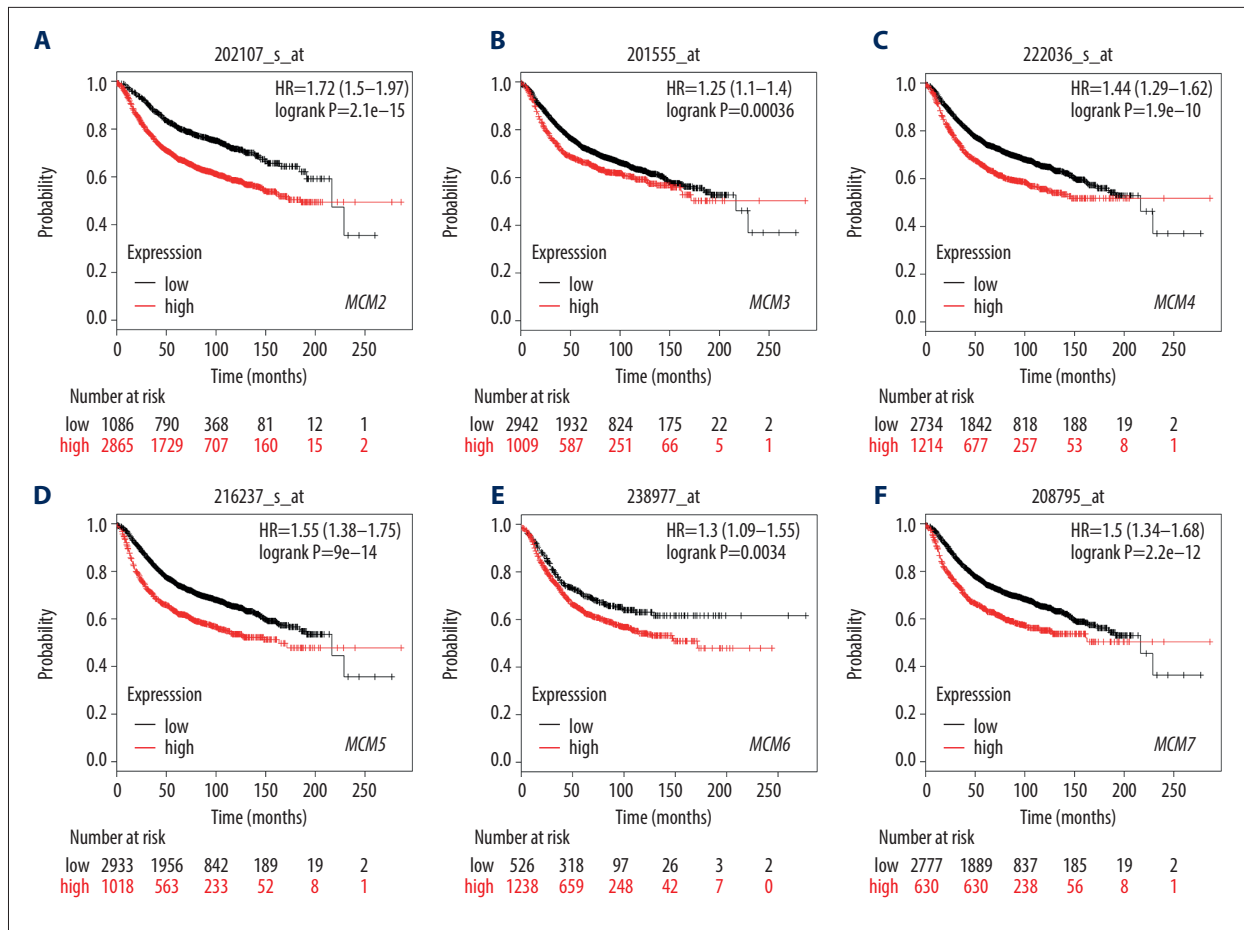 A
202107_s_at
HR=1.72 (1.5–1.97)
logrank P=2.1e–15
1.0
0.8
0.6
0.4
0.2
0.0
Probability
Expresssion
low
high
MCM2
0 50 100 150 200 250
Time (months)
Number at risk
low 1086 790 368 81 12 1
high 2865 1729 707 160 15 2
B
201555_at
HR=1.25 (1.1–1.4)
logrank P=0.00036
1.0
0.8
0.6
0.4
0.2
0.0
Probability
Expresssion
low
high
MCM3
0 50 100 150 200 250
Time (months)
Number at risk
low 2942 1932 824 175 22 2
high 1009 587 251 66 5 1
C
222036_s_at
HR=1.44 (1.29–1.62)
logrank P=1.9e–10
1.0
0.8
0.6
0.4
0.2
0.0
Probability
Expresssion
low
high
MCM4
0 50 100 150 200 250
Time (months)
Number at risk
low 2734 1842 818 188 19 2
high 1214 677 257 53 8 1
D
216237_s_at
HR=1.55 (1.38–1.75)
logrank P=9e–14
1.0
0.8
0.6
0.4
0.2
0.0
Probability
Expresssion
low
high
MCM5
0 50 100 150 200 250
Time (months)
Number at risk
low 2933 1956 842 189 19 2
high 1018 563 233 52 8 1
E
238977_at
HR=1.3 (1.09–1.55)
logrank P=0.0034
1.0
0.8
0.6
0.4
0.2
0.0
Probability
Expresssion
low
high
MCM6
0 50 100 150 200 250
Time (months)
Number at risk
low 526 318 97 26 3 2
high 1238 659 248 42 7 0
F
208795_at
HR=1.5 (1.34–1.68)
logrank P=2.2e–12
1.0
0.8
0.6
0.4
0.2
0.0
Probability
Expresssion
low
high
MCM7
0 50 100 150 200 250
Time (months)
Number at risk
low 2777 1889 837 185 19 2
high 630 630 238 56 8 1